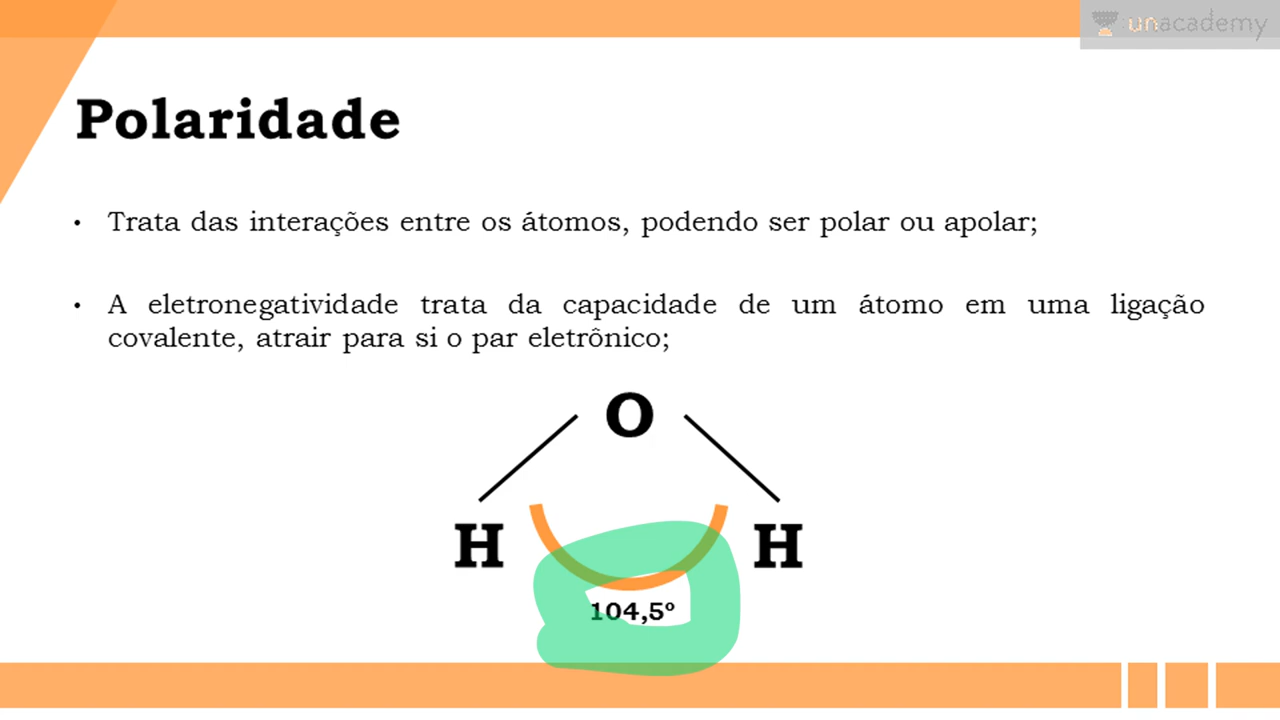 unacademy
Polaridade
• Trata das interações entre os átomos, podendo ser polar ou apolar;
• A eletronegatividade trata da capacidade de um átomo em uma ligação
covalente, atrair para si o par eletrônico;
O
H H
104,5º